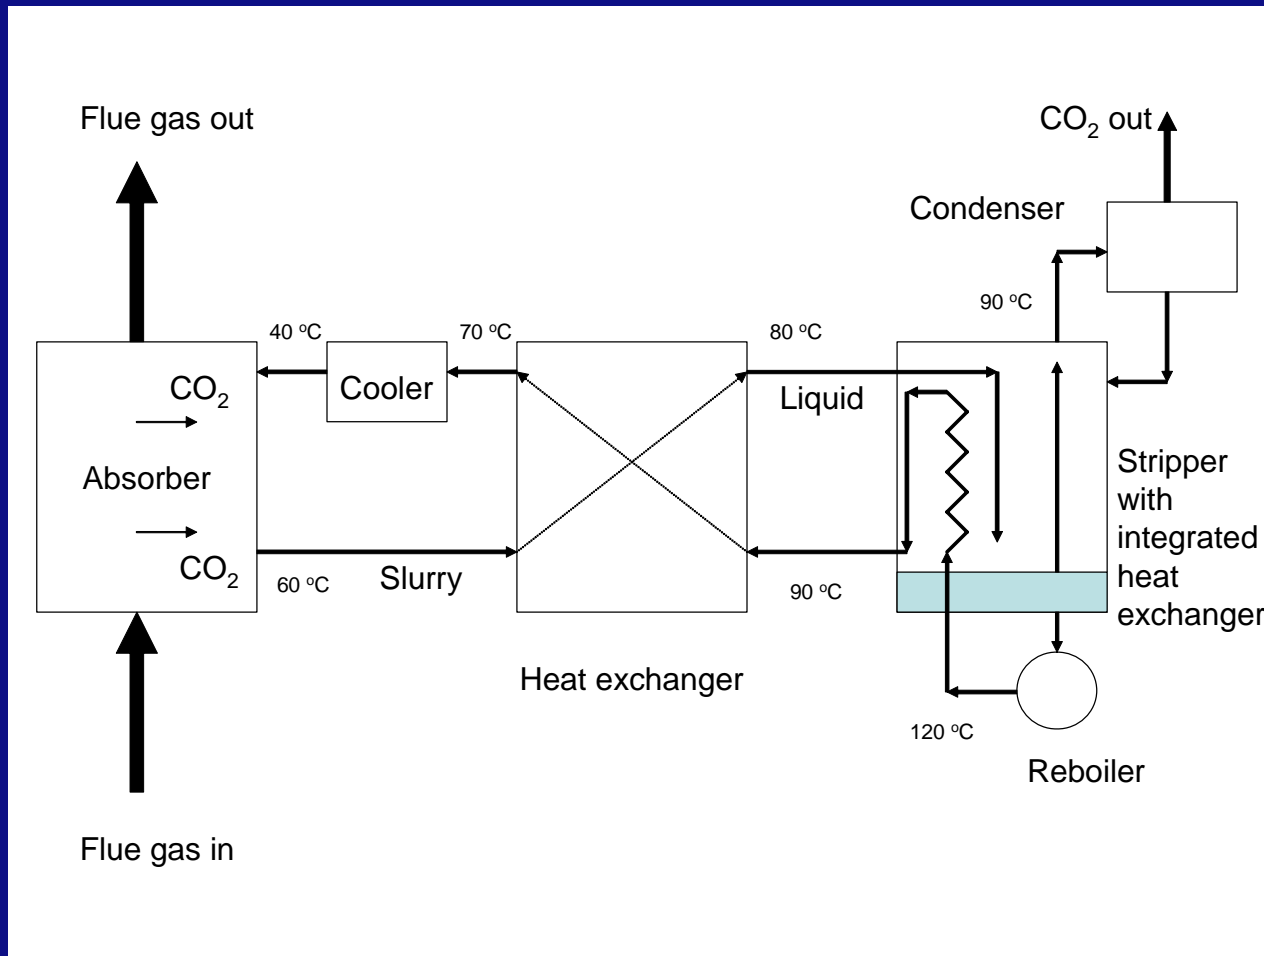 Flue gas out
CO₂ out
Condenser
90 ºC
40 ºC
70 ºC
80 ºC
CO₂
Cooler
Liquid
Absorber
Stripper
with
integrated
heat
exchanger
CO₂
60 ºC
Slurry
90 ºC
Heat exchanger
120 ºC
Reboiler
Flue gas in